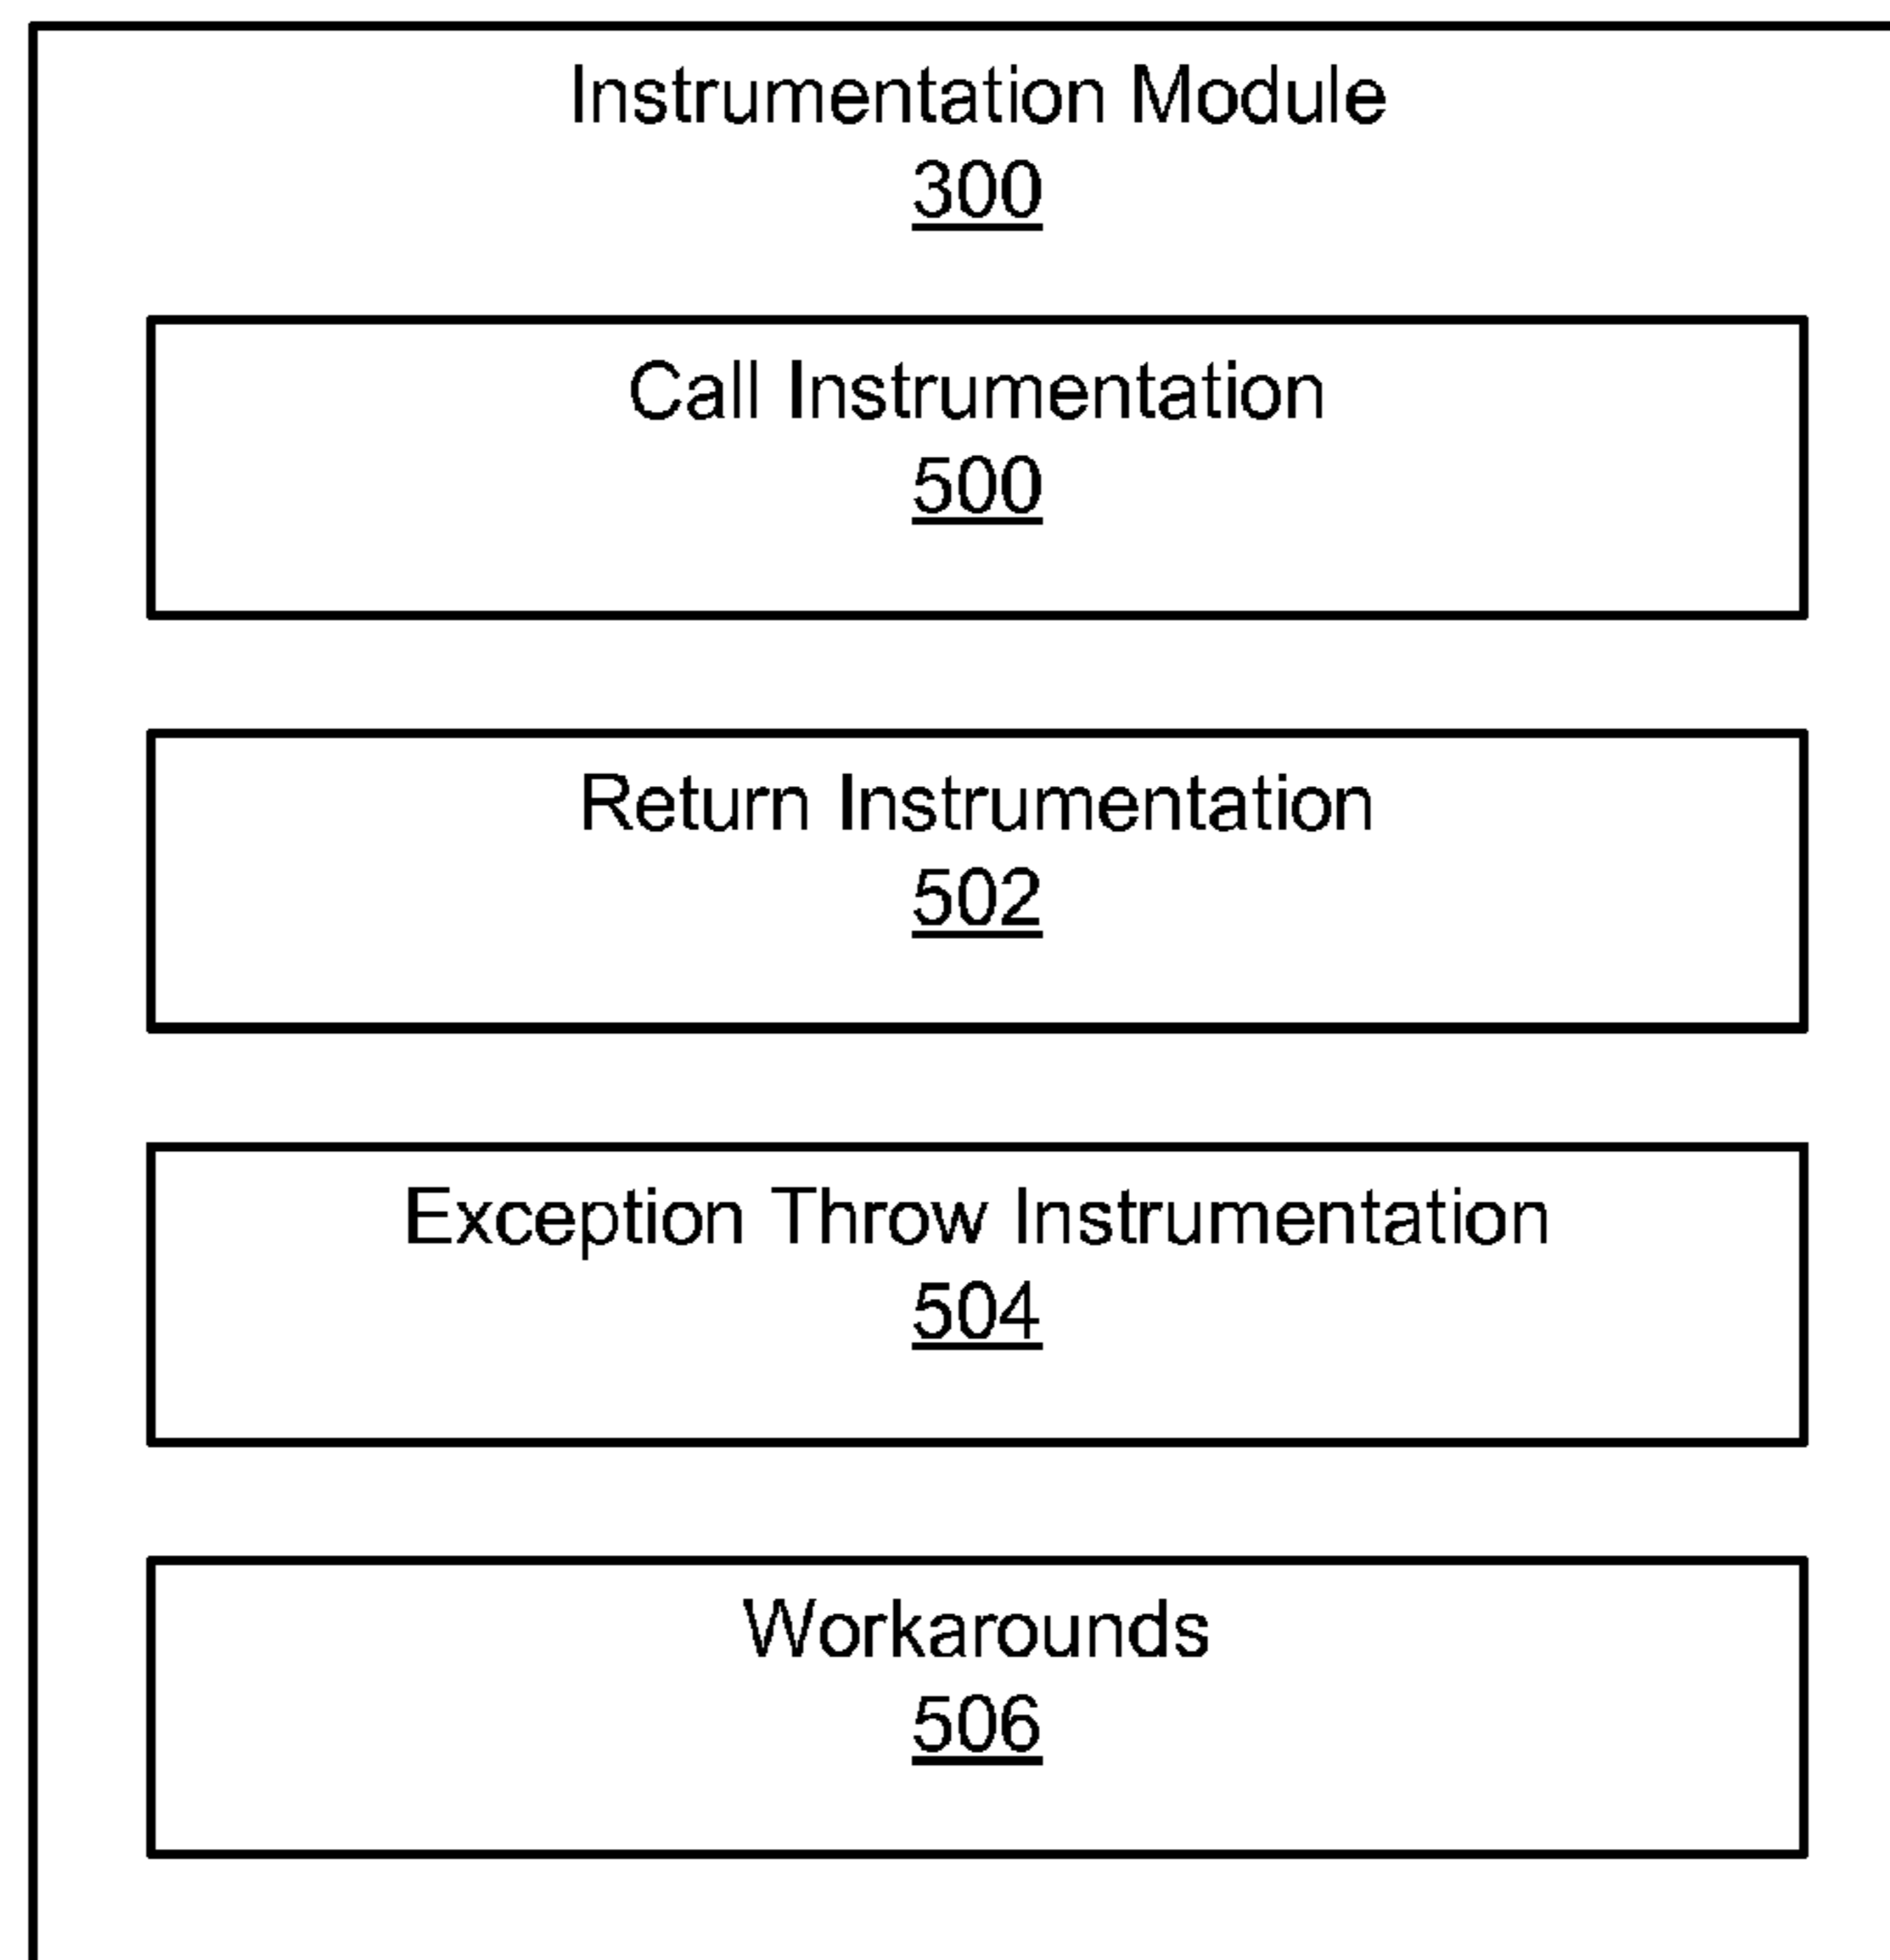 Instrumentation Module
300
Call Instrumentation
500
Return Instrumentation
502
Exception Throw Instrumentation
504
Workarounds
506